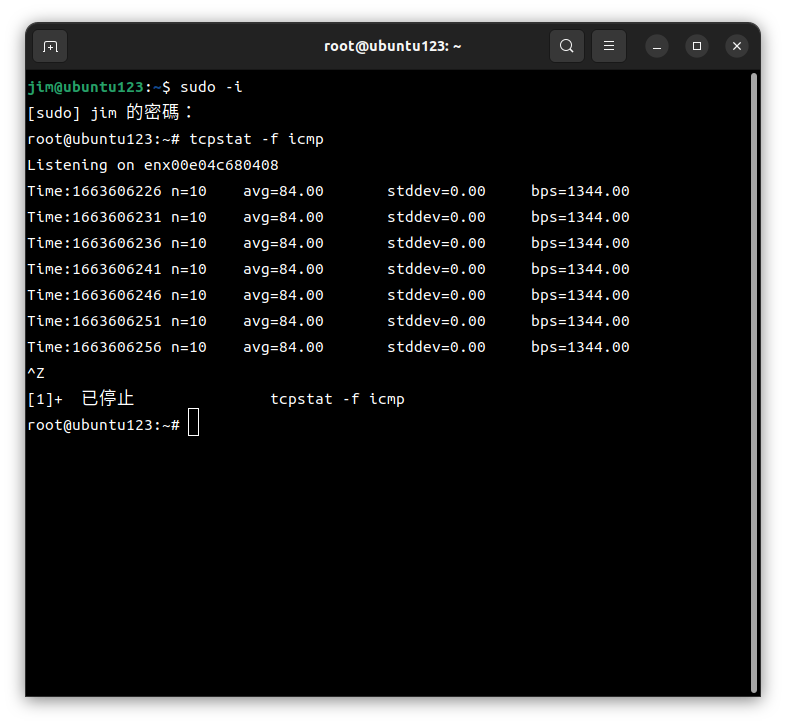 root@ubuntu123: ~
jim@ubuntu123:~$ sudo -i
[sudo] jim 的密碼：
root@ubuntu123:~# tcpstat -f icmp
Listening on enx00e04c680408
Time:1663606226 n=10    avg=84.00       stddev=0.00     bps=1344.00
Time:1663606231 n=10    avg=84.00       stddev=0.00     bps=1344.00
Time:1663606236 n=10    avg=84.00       stddev=0.00     bps=1344.00
Time:1663606241 n=10    avg=84.00       stddev=0.00     bps=1344.00
Time:1663606246 n=10    avg=84.00       stddev=0.00     bps=1344.00
Time:1663606251 n=10    avg=84.00       stddev=0.00     bps=1344.00
Time:1663606256 n=10    avg=84.00       stddev=0.00     bps=1344.00
^Z
[1]+  已停止               tcpstat -f icmp
root@ubuntu123:~#